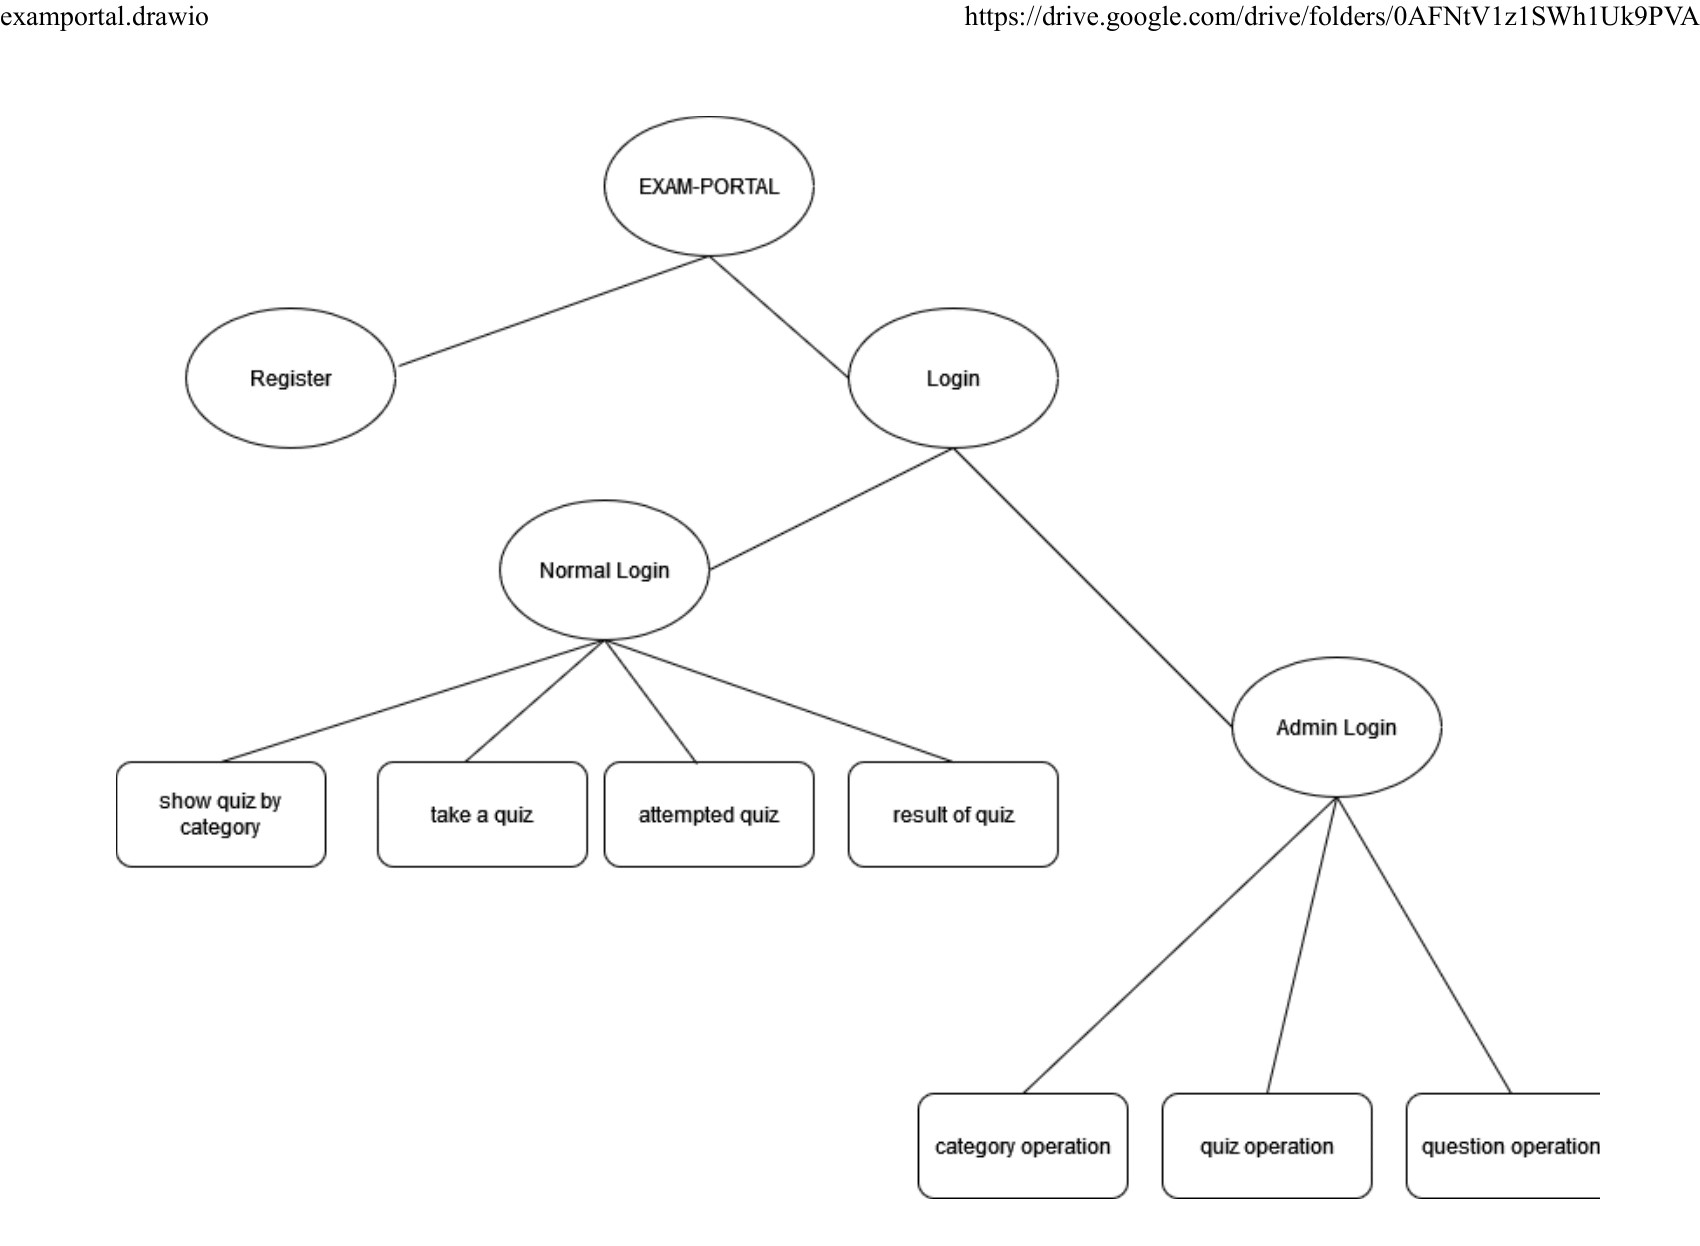 examportal.drawio
https://drive.google.com/drive/folders/0AFNtV1z1SWh1Uk9PVA
EXAM-PORTAL
Register
Login
Normal Login
Admin Login
show quiz by
category
take a quiz
attempted quiz
result of quiz
category operation
quiz operation
question operation